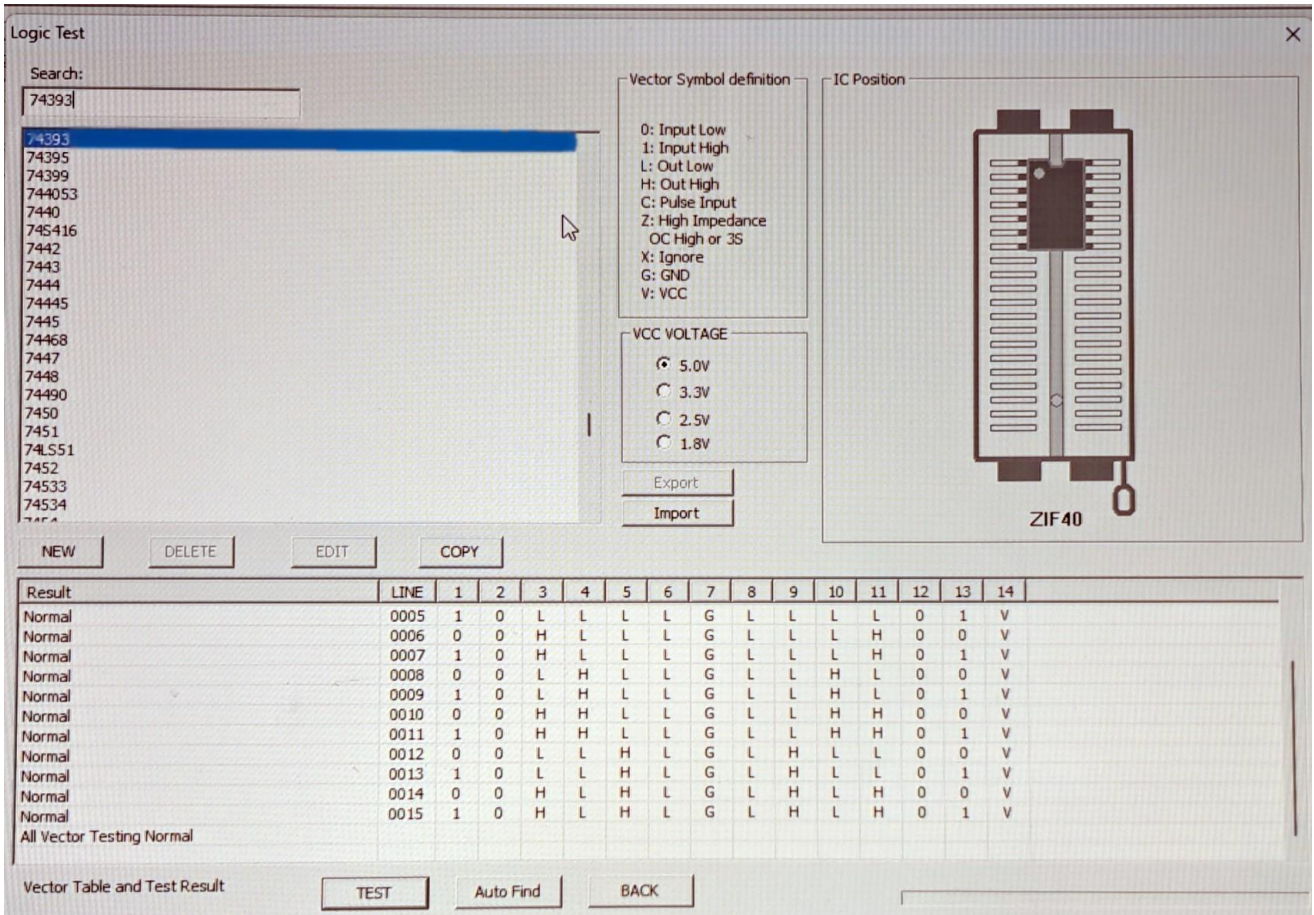 Logic Test
Search:
74393
74393
74395
74399
744053
7440
74S416
7442
7443
7444
74445
7445
74468
7447
7448
74490
7450
7451
74LS51
7452
74533
74534
NEW DELETE EDIT COPY
Vector Symbol definition
0: Input Low
1: Input High
L: Out Low
H: Out High
C: Pulse Input
Z: High Impedance
OC High or 3S
X: Ignore
G: GND
V: VCC
VCC VOLTAGE
5.0V
3.3V
2.5V
1.8V
Export
Import
IC Position
ZIF40
Result LINE 1 2 3 4 5 6 7 8 9 10 11 12 13 14
Normal 0005 1 0 L L L L G L L L L 0 1 V
Normal 0006 0 0 H L L L G L L L H 0 0 V
Normal 0007 1 0 H L L L G L L L H 0 1 V
Normal 0008 0 0 L H L L G L L H L 0 0 V
Normal 0009 1 0 L H L L G L L H L 0 1 V
Normal 0010 0 0 H H L L G L L H H 0 0 V
Normal 0011 1 0 H H L L G L L H H 0 1 V
Normal 0012 0 0 L L H L G L H L L 0 0 V
Normal 0013 1 0 L L H L G L H L L 0 1 V
Normal 0014 0 0 H L H L G L H L H 0 0 V
Normal 0015 1 0 H L H L G L H L H 0 1 V
All Vector Testing Normal
Vector Table and Test Result
TEST Auto Find BACK